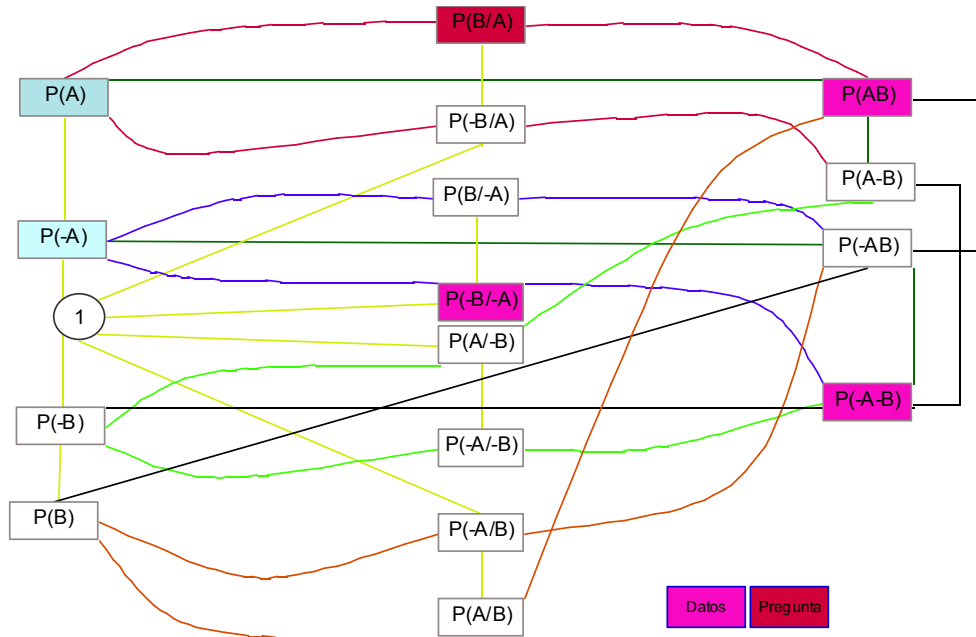 P(B/A)
P(A)
P(AB)
P(-B/A)
P(A-B)
P(B/-A)
P(-A)
P(-AB)
P(-B/-A)
1
P(A/-B)
P(-A-B)
P(-B)
P(-A/-B)
P(B)
P(-A/B)
P(A/B)
Datos
Pregunta